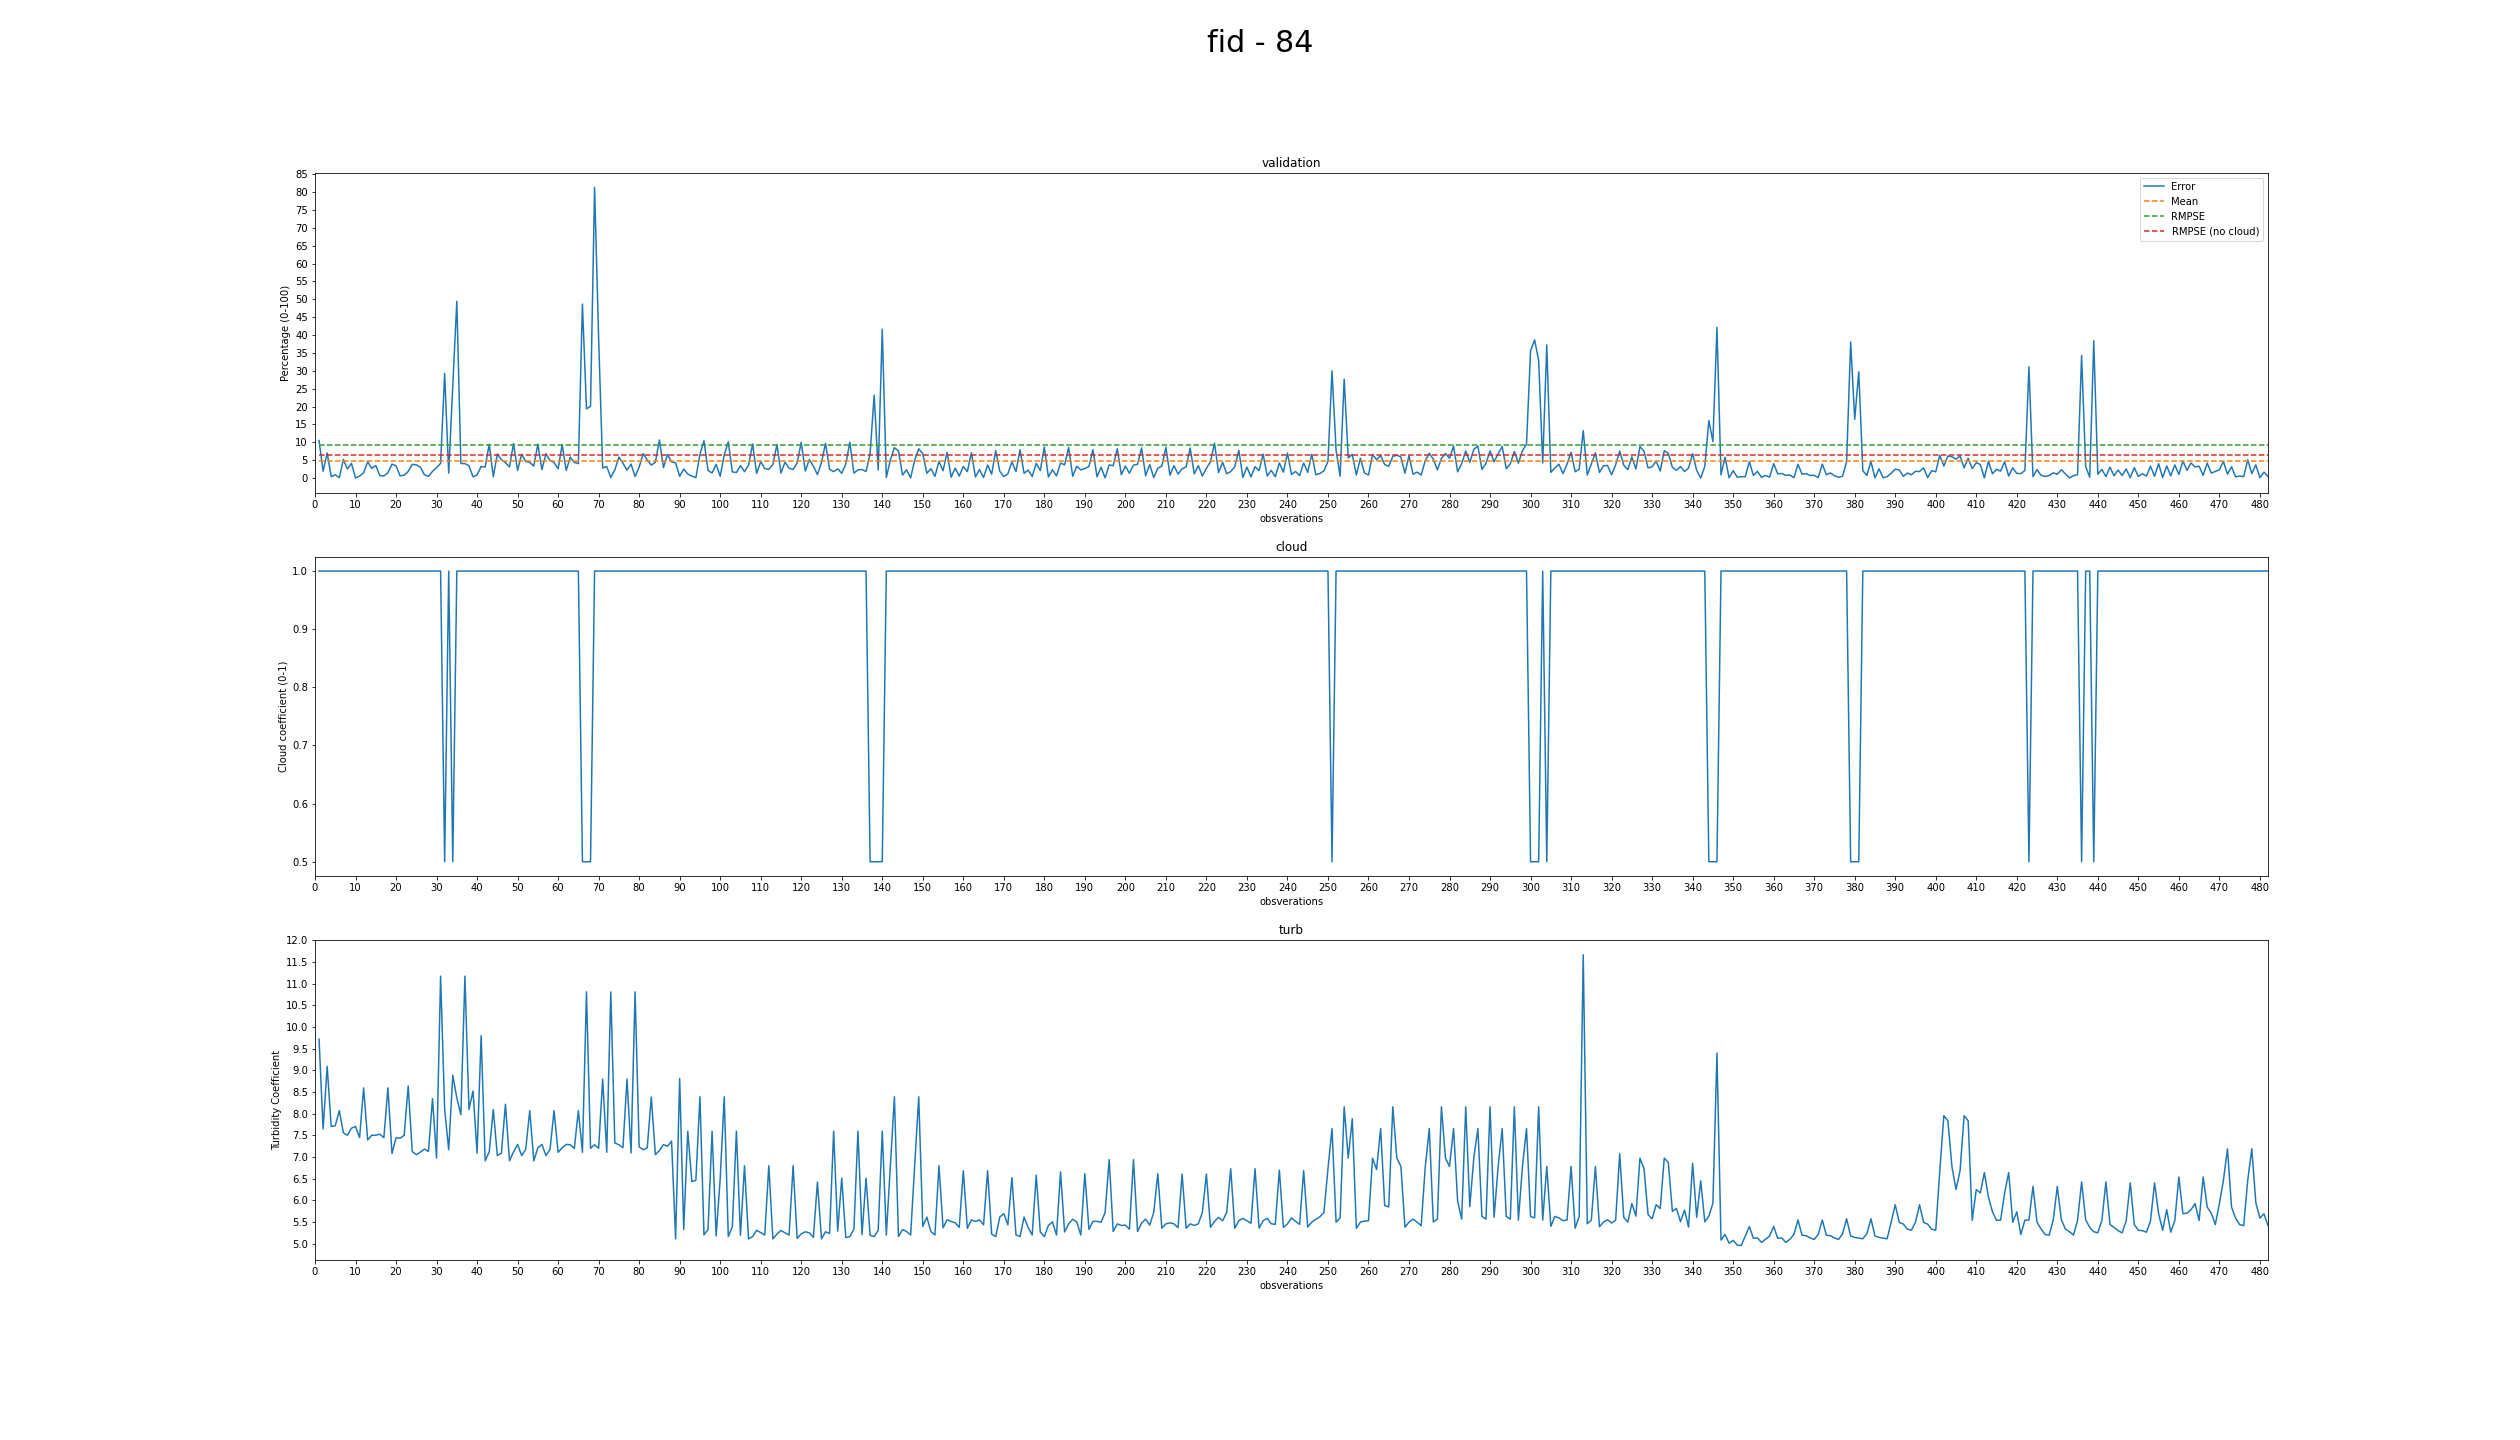 fid - 84
validation
85
80
75
70
65
60
55
50
45
40
35
30
25
20
15
10
5
0
Percentage (0-100)
Error
Mean
RMPSE
RMPSE (no cloud)
0 10 20 30 40 50 60 70 80 90 100 110 120 130 140 150 160 170 180 190 200 210 220 230 240 250 260 270 280 290 300 310 320 330 340 350 360 370 380 390 400 410 420 430 440 450 460 470 480
obsverations
cloud
1.0
0.9
0.8
0.7
0.6
0.5
Cloud coefficient (0-1)
0 10 20 30 40 50 60 70 80 90 100 110 120 130 140 150 160 170 180 190 200 210 220 230 240 250 260 270 280 290 300 310 320 330 340 350 360 370 380 390 400 410 420 430 440 450 460 470 480
obsverations
turb
12.0
11.5
11.0
10.5
10.0
9.5
9.0
8.5
8.0
7.5
7.0
6.5
6.0
5.5
5.0
Turbidity Coefficient
0 10 20 30 40 50 60 70 80 90 100 110 120 130 140 150 160 170 180 190 200 210 220 230 240 250 260 270 280 290 300 310 320 330 340 350 360 370 380 390 400 410 420 430 440 450 460 470 480
obsverations